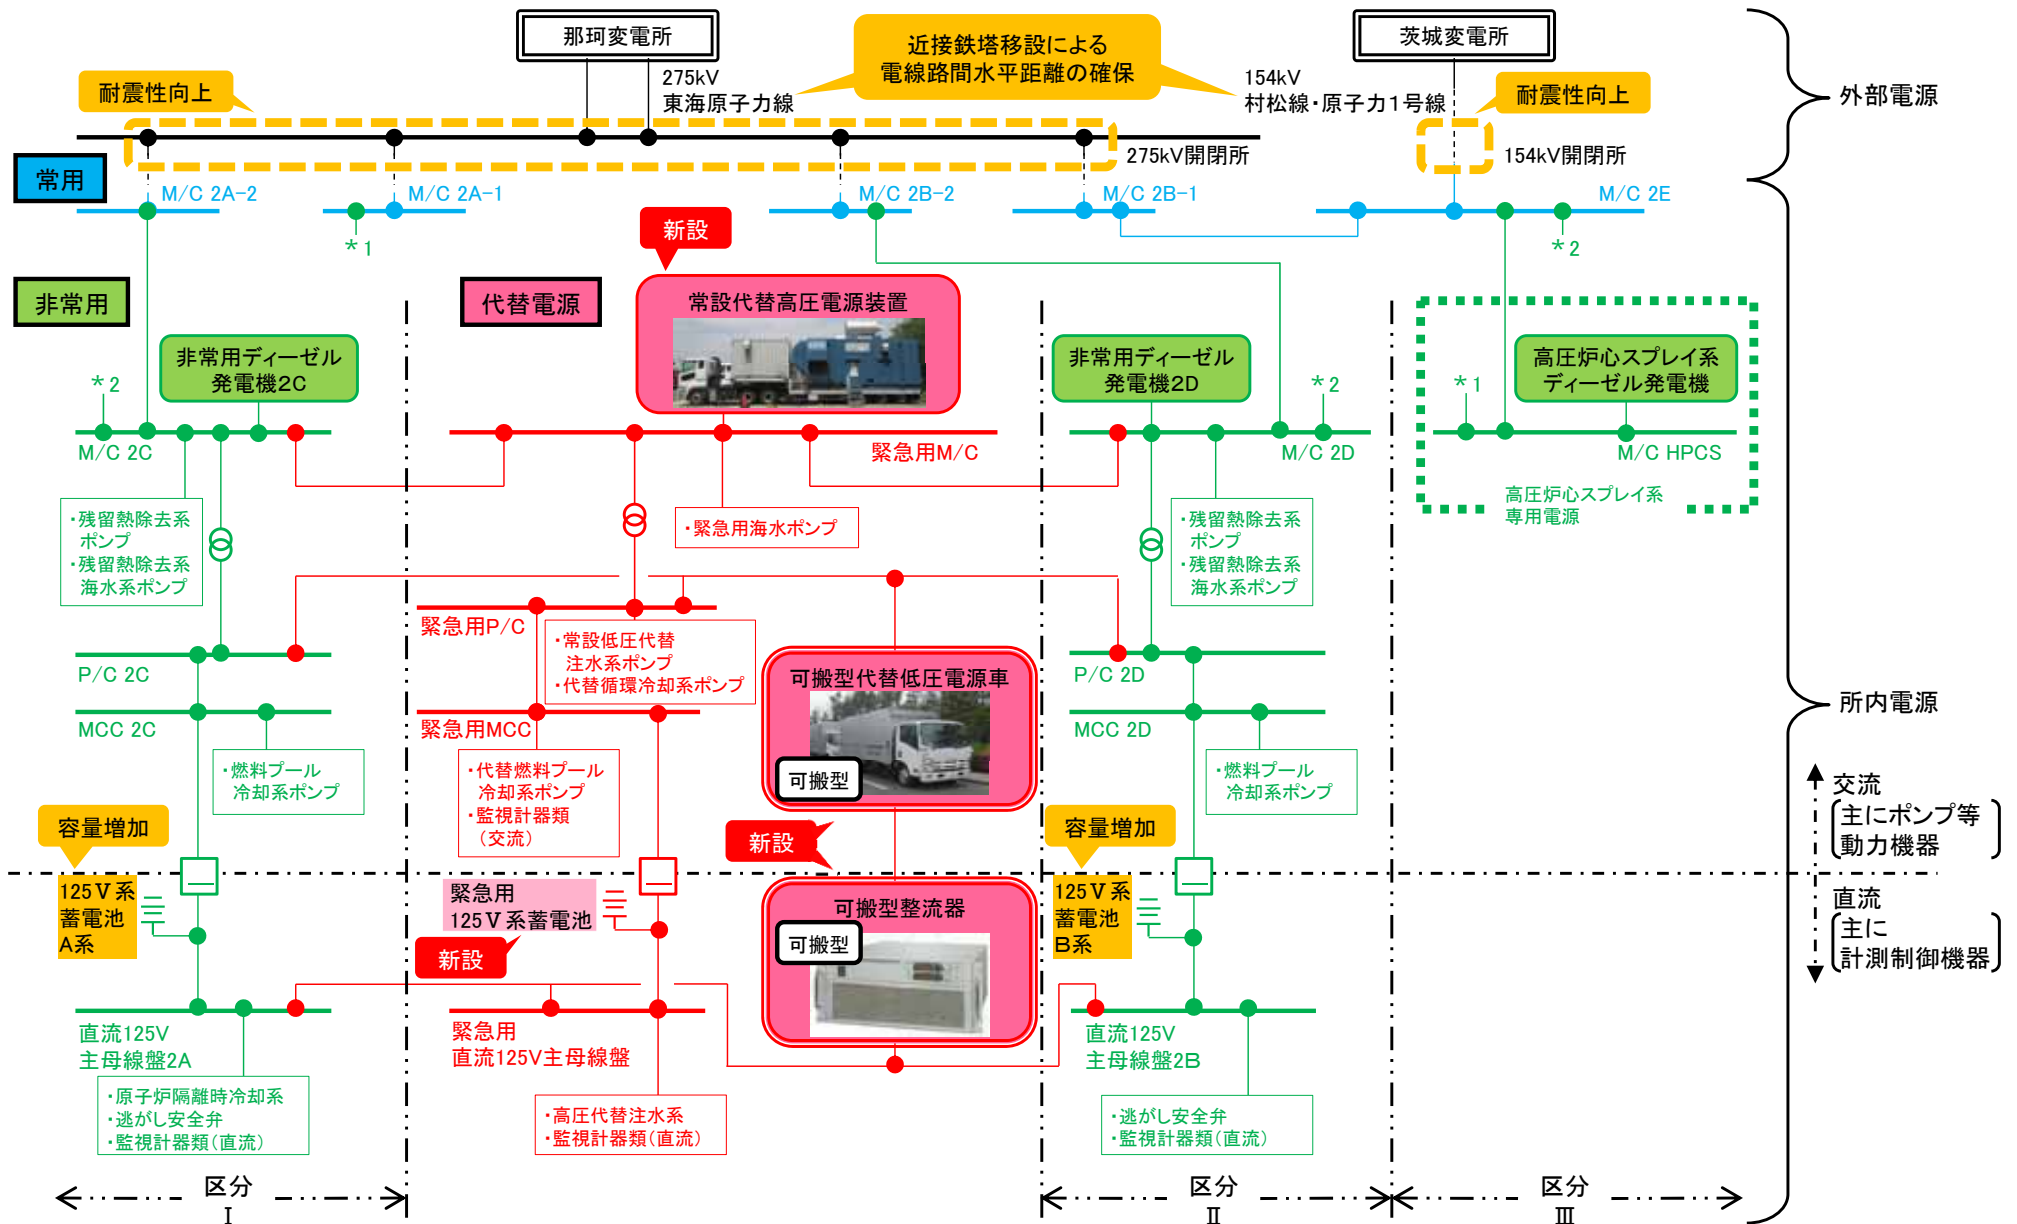 那珂変電所
近接鉄塔移設による
電線路間水平距離の確保
茨城変電所
耐震性向上
275kV
東海原子力線
154kV
村松線・原子力1号線
耐震性向上
外部電源
275kV開閉所
154kV開閉所
常用
M/C 2A-2
M/C 2A-1
M/C 2B-2
M/C 2B-1
M/C 2E
*1
*2
新設
非常用
代替電源
常設代替高圧電源装置
非常用ディーゼル
発電機2C
非常用ディーゼル
発電機2D
高圧炉心スプレイ系
ディーゼル発電機
*2
*2
*1
M/C 2C
緊急用M/C
M/C 2D
M/C HPCS
高圧炉心スプレイ系
専用電源
・残留熱除去系
ポンプ
・残留熱除去系
海水系ポンプ
・緊急用海水ポンプ
・残留熱除去系
ポンプ
・残留熱除去系
海水系ポンプ
緊急用P/C
・常設低圧代替
注水系ポンプ
・代替循環冷却系ポンプ
P/C 2C
可搬型代替低圧電源車
可搬型
P/C 2D
所内電源
MCC 2C
緊急用MCC
MCC 2D
・燃料プール
冷却系ポンプ
・代替燃料プール
冷却系ポンプ
・監視計器類
(交流)
・燃料プール
冷却系ポンプ
交流
主にポンプ等
動力機器
容量増加
新設
容量増加
125V系
蓄電池
A系
緊急用
125V系蓄電池
新設
可搬型整流器
可搬型
125V系
蓄電池
B系
直流
主に
計測制御機器
直流125V
主母線盤2A
緊急用
直流125V主母線盤
直流125V
主母線盤2B
・原子炉隔離時冷却系
・逃がし安全弁
・監視計器類(直流)
・高圧代替注水系
・監視計器類(直流)
・逃がし安全弁
・監視計器類(直流)
区分
Ⅰ
区分
Ⅱ
区分
Ⅲ